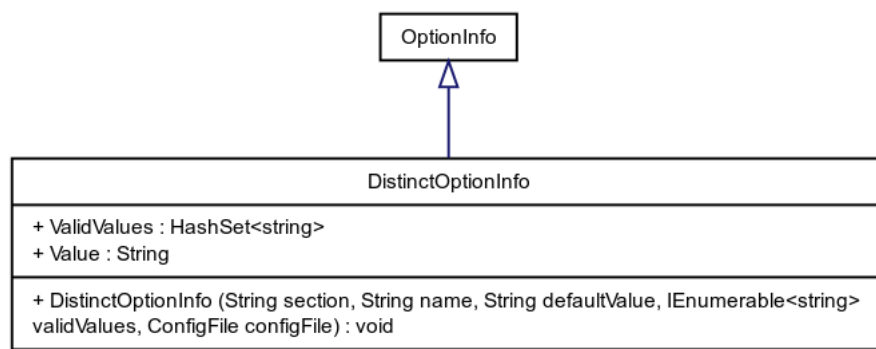 OptionInfo
DistinctOptionInfo
+ ValidValues : HashSet<string>
+ Value : String
+ DistinctOptionInfo (String section, String name, String defaultValue, IEnumerable<string>
validValues, ConfigFile configFile) : void